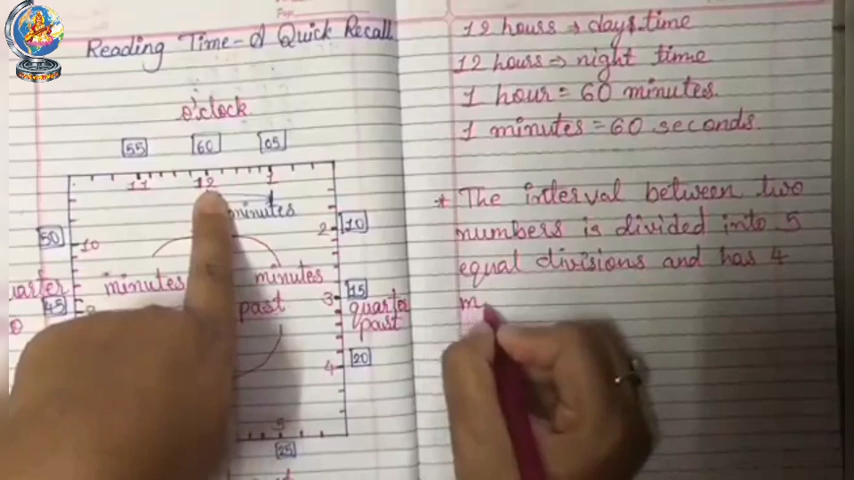 Reading Time - A Quick Recall
o'clock
55 60 05
11 12 1
minutes
50 10 2 10
minutes minutes
45 past 3 15
quarter
past
4 20
5
25
12 hours → days time
12 hours → night time
1 hour = 60 minutes.
1 minutes = 60 seconds.
* The interval between two
numbers is divided into 5
equal divisions and has 4
m